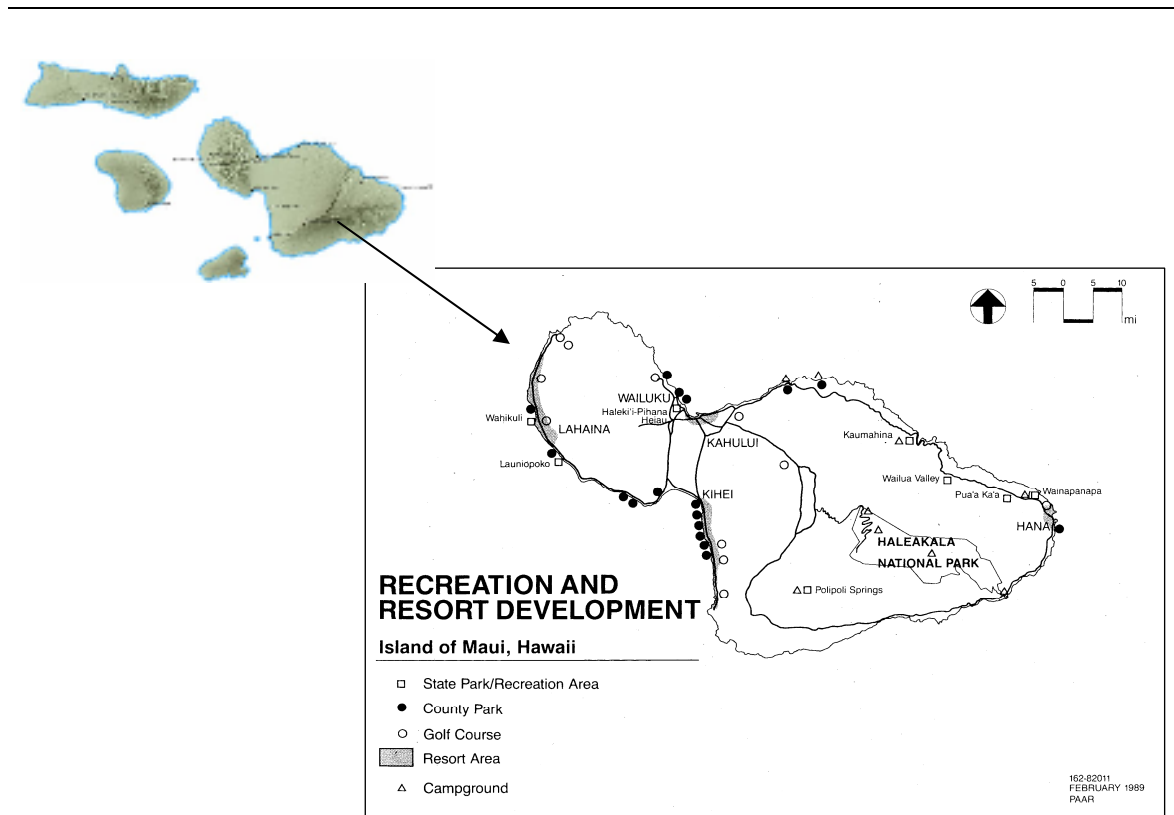 5 0 5 10
mi
WAILUKU
Haleki'i-Pihana
Heiau
Wahikuli
LAHAINA
KAHULUI
Kaumahina
Launiopoko
Wailua Valley
KIHEI
Pua'a Ka'a
Wainapanapa
HANA
HALEAKALA
NATIONAL PARK
Polipoli Springs
RECREATION AND
RESORT DEVELOPMENT
Island of Maui, Hawaii
State Park/Recreation Area
County Park
Golf Course
Resort Area
Campground
162-82011
FEBRUARY 1989
PAAR